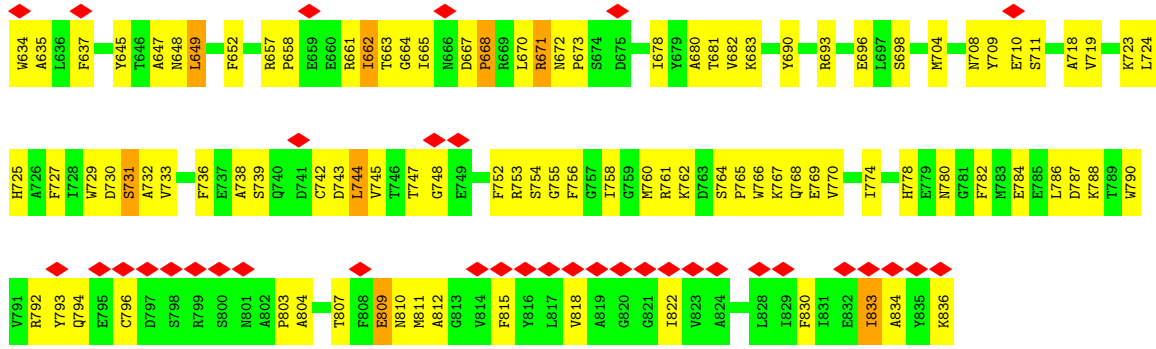 W634 A635 L636 F637 Y645 T646 A647 N648 L649 F652 R657 P658 E659 E660 R661 I662 T663 G664 I665 N666 D667 P668 R669 L670 R671 N672 P673 S674 D675 I678 Y679 A680 T681 V682 K683 Y690 R693 E696 L697 S698 M704 N708 Y709 E710 S711 A718 V719 K723 L724
H725 A726 F727 I728 W729 D730 S731 A732 V733 F736 E737 A738 S739 Q740 D741 C742 D743 L744 V745 T746 T747 G748 E749 F752 R753 S754 G755 F756 G757 I758 G759 M760 R761 K762 D763 S764 P765 W766 K767 Q768 E769 V770 I774 H778 E779 N780 G781 F782 M783 E784 E785 L786 D787 K788 T789 W790
V791 R792 Y793 Q794 E795 C796 D797 S798 R799 S800 N801 A802 P803 A804 T807 F808 E809 N810 M811 A812 G813 V814 F815 Y816 L817 V818 A819 G820 G821 I822 V823 A824 L828 I829 F830 I831 E832 I833 A834 Y835 K836